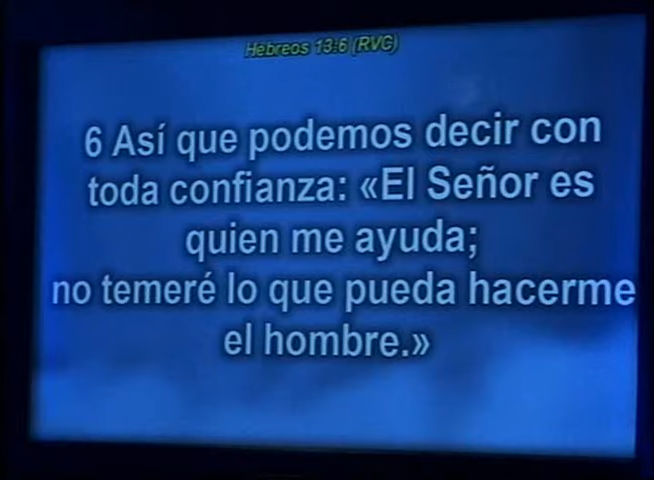 Hebreos 13:6 (RVC)
6 Así que podemos decir con
toda confianza: «El Señor es
quien me ayuda;
no temeré lo que pueda hacerme
el hombre.»